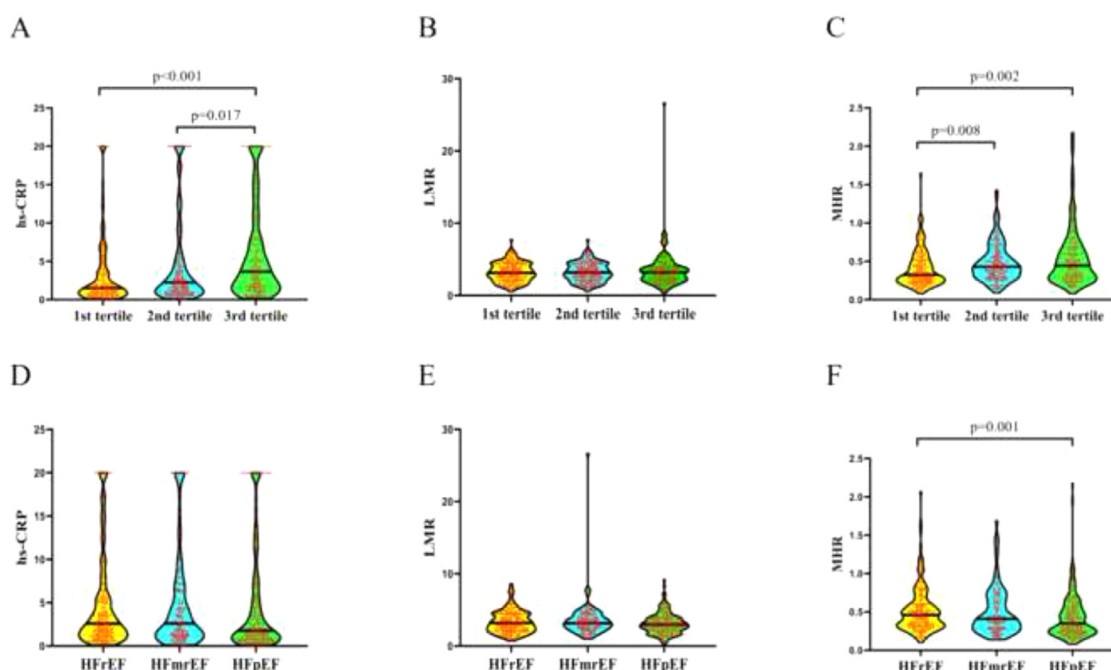 A
B
C
p<0.001
p=0.017
p=0.002
p=0.008
hs-CRP
25
20
15
10
5
0
1st tertile 2nd tertile 3rd tertile
LMR
30
20
10
0
1st tertile 2nd tertile 3rd tertile
MHR
2.5
2.0
1.5
1.0
0.5
0.0
1st tertile 2nd tertile 3rd tertile
D
E
F
p=0.001
hs-CRP
25
20
15
10
5
0
HFrEF HFmrEF HFpEF
LMR
30
20
10
0
HFrEF HFmrEF HFpEF
MHR
2.5
2.0
1.5
1.0
0.5
0.0
HFrEF HFmrEF HFpEF